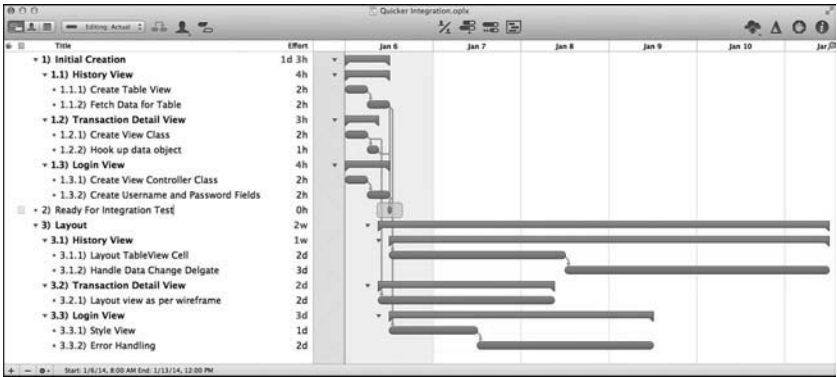 Quicker Integration.oplx
Editing: Actual
Title Effort Jan 6 Jan 7 Jan 8 Jan 9 Jan 10 Jar
1) Initial Creation 1d 3h
1.1) History View 4h
1.1.1) Create Table View 2h
1.1.2) Fetch Data for Table 2h
1.2) Transaction Detail View 3h
1.2.1) Create View Class 2h
1.2.2) Hook up data object 1h
1.3) Login View 4h
1.3.1) Create View Controller Class 2h
1.3.2) Create Username and Password Fields 2h
2) Ready For Integration Test 0h
3) Layout 2w
3.1) History View 1w
3.1.1) Layout TableView Cell 2d
3.1.2) Handle Data Change Delgate 3d
3.2) Transaction Detail View 2d
3.2.1) Layout view as per wireframe 2d
3.3) Login View 3d
3.3.1) Style View 1d
3.3.2) Error Handling 2d
Start: 1/6/14, 8:00 AM End: 1/13/14, 12:00 PM